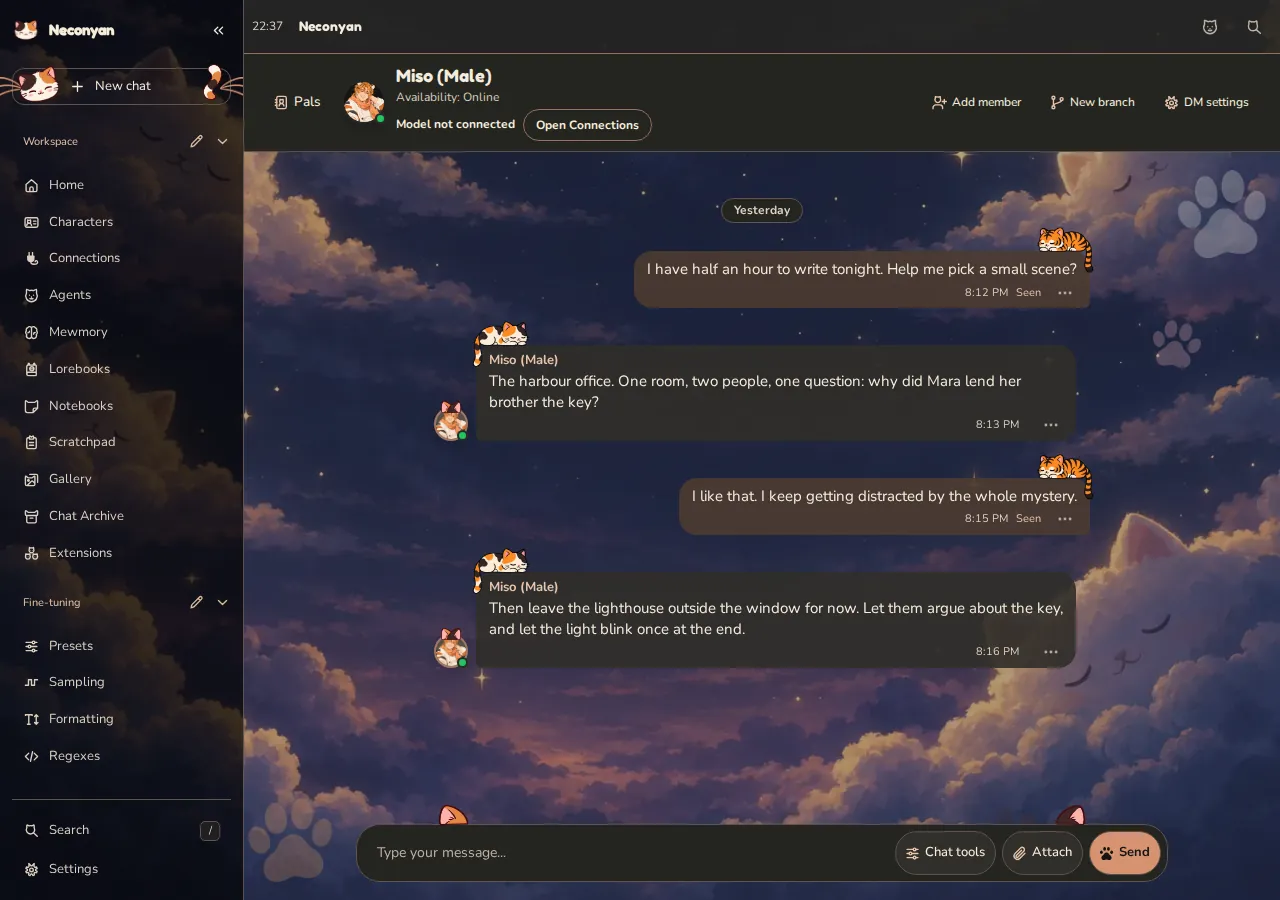 Neconyan
New chat
Workspace
Home
Characters
Connections
Agents
Mewmory
Lorebooks
Notebooks
Scratchpad
Gallery
Chat Archive
Extensions
Fine-tuning
Presets
Sampling
Formatting
Regexes
Search /
Settings
22:37 Neconyan
Pals
Miso (Male)
Availability: Online
Model not connected Open Connections
Add member New branch DM settings
Yesterday
I have half an hour to write tonight. Help me pick a small scene?
8:12 PM Seen
Miso (Male)
The harbour office. One room, two people, one question: why did Mara lend her
brother the key?
8:13 PM
I like that. I keep getting distracted by the whole mystery.
8:15 PM Seen
Miso (Male)
Then leave the lighthouse outside the window for now. Let them argue about the key,
and let the light blink once at the end.
8:16 PM
Type your message... Chat tools Attach Send